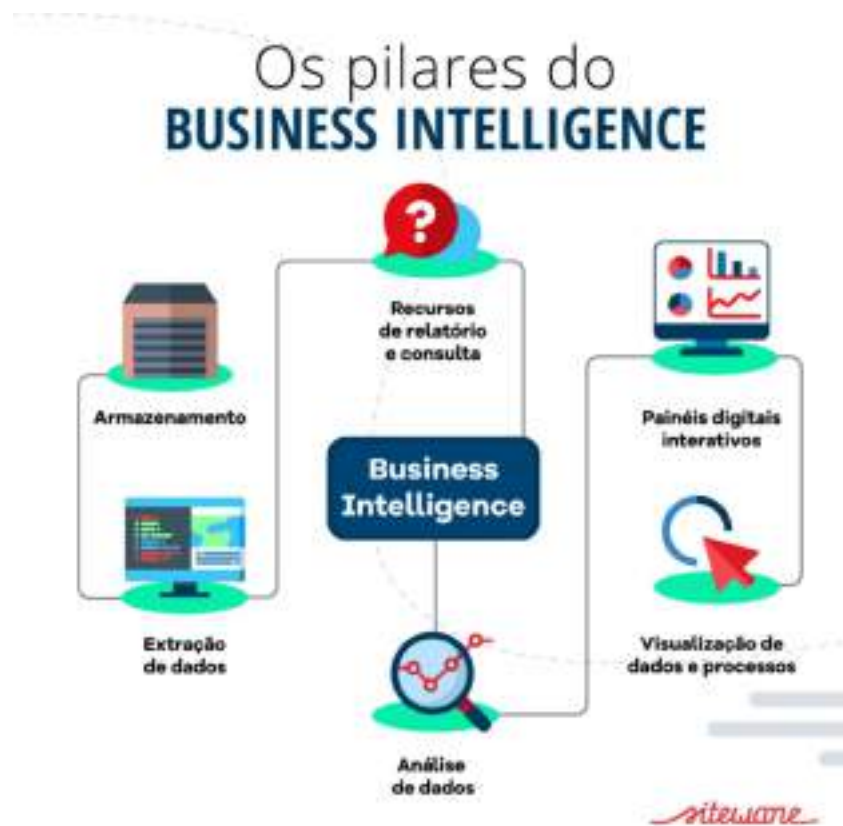 Os pilares do
BUSINESS INTELLIGENCE
Recursos
de relatório
e consulta
Armazenamento
Painéis digitais
interativos
Business
Intelligence
Extração
de dados
Visualização de
dados e processos
Análise
de dados
siteware